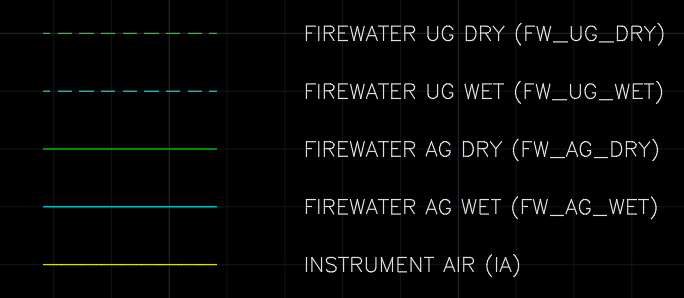 FIREWATER UG DRY (FW_UG_DRY)
FIREWATER UG WET (FW_UG_WET)
FIREWATER AG DRY (FW_AG_DRY)
FIREWATER AG WET (FW_AG_WET)
INSTRUMENT AIR (IA)